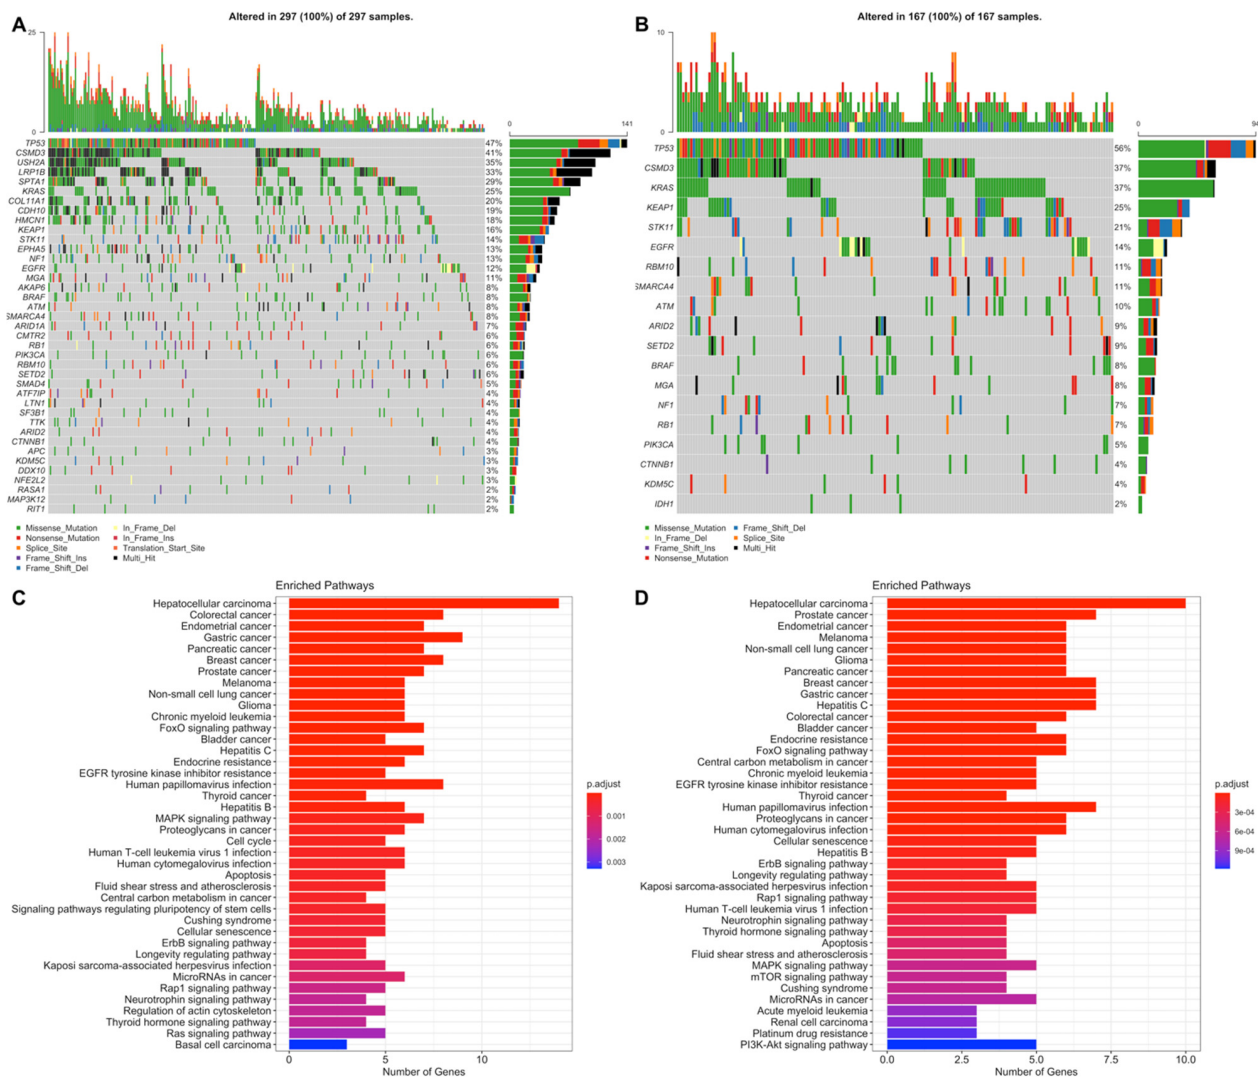 A
Altered in 297 (100%) of 297 samples.
25
0
0
141
TP53 47%
CSMD3 41%
USH2A 35%
LRP1B 33%
SPTA1 29%
KRAS 25%
COL11A1 20%
CDH10 19%
HMCN1 18%
KEAP1 16%
STK11 14%
EPHA5 13%
NF1 13%
EGFR 12%
MGA 11%
AKAP6 8%
BRAF 8%
ATM 8%
SMARCA4 8%
ARID1A 7%
CMTR2 6%
RB1 6%
PIK3CA 6%
RBM10 6%
SETD2 6%
SMAD4 5%
ATF7IP 4%
LTN1 4%
SF3B1 4%
TTK 4%
ARID2 4%
CTNNB1 4%
APC 3%
KDM5C 3%
DDX10 3%
NFE2L2 3%
RASA1 2%
MAP3K12 2%
RIT1 2%
Missense_Mutation
Nonsense_Mutation
Splice_Site
Frame_Shift_Ins
Frame_Shift_Del
In_Frame_Del
In_Frame_Ins
Translation_Start_Site
Multi_Hit
B
Altered in 167 (100%) of 167 samples.
10
0
0
94
TP53 56%
CSMD3 37%
KRAS 37%
KEAP1 25%
STK11 21%
EGFR 14%
RBM10 11%
SMARCA4 11%
ATM 10%
ARID2 9%
SETD2 9%
BRAF 8%
MGA 8%
NF1 7%
RB1 7%
PIK3CA 5%
CTNNB1 4%
KDM5C 4%
IDH1 2%
Missense_Mutation
In_Frame_Del
Frame_Shift_Ins
Nonsense_Mutation
Frame_Shift_Del
Splice_Site
Multi_Hit
C
Enriched Pathways
Hepatocellular carcinoma
Colorectal cancer
Endometrial cancer
Gastric cancer
Pancreatic cancer
Breast cancer
Prostate cancer
Melanoma
Non-small cell lung cancer
Glioma
Chronic myeloid leukemia
FoxO signaling pathway
Bladder cancer
Hepatitis C
Endocrine resistance
EGFR tyrosine kinase inhibitor resistance
Human papillomavirus infection
Thyroid cancer
Hepatitis B
MAPK signaling pathway
Proteoglycans in cancer
Cell cycle
Human T-cell leukemia virus 1 infection
Human cytomegalovirus infection
Apoptosis
Fluid shear stress and atherosclerosis
Central carbon metabolism in cancer
Signaling pathways regulating pluripotency of stem cells
Cushing syndrome
Cellular senescence
ErbB signaling pathway
Longevity regulating pathway
Kaposi sarcoma-associated herpesvirus infection
MicroRNAs in cancer
Rap1 signaling pathway
Neurotrophin signaling pathway
Regulation of actin cytoskeleton
Thyroid hormone signaling pathway
Ras signaling pathway
Basal cell carcinoma
0 5 10
Number of Genes
p.adjust
0.001
0.002
0.003
D
Enriched Pathways
Hepatocellular carcinoma
Prostate cancer
Endometrial cancer
Melanoma
Non-small cell lung cancer
Glioma
Pancreatic cancer
Breast cancer
Gastric cancer
Hepatitis C
Colorectal cancer
Bladder cancer
Endocrine resistance
FoxO signaling pathway
Central carbon metabolism in cancer
Chronic myeloid leukemia
EGFR tyrosine kinase inhibitor resistance
Thyroid cancer
Human papillomavirus infection
Proteoglycans in cancer
Human cytomegalovirus infection
Cellular senescence
Hepatitis B
ErbB signaling pathway
Longevity regulating pathway
Kaposi sarcoma-associated herpesvirus infection
Rap1 signaling pathway
Human T-cell leukemia virus 1 infection
Neurotrophin signaling pathway
Thyroid hormone signaling pathway
Apoptosis
Fluid shear stress and atherosclerosis
MAPK signaling pathway
mTOR signaling pathway
Cushing syndrome
MicroRNAs in cancer
Acute myeloid leukemia
Renal cell carcinoma
Platinum drug resistance
PI3K-Akt signaling pathway
0.0 2.5 5.0 7.5 10.0
Number of Genes
p.adjust
3e-04
6e-04
9e-04